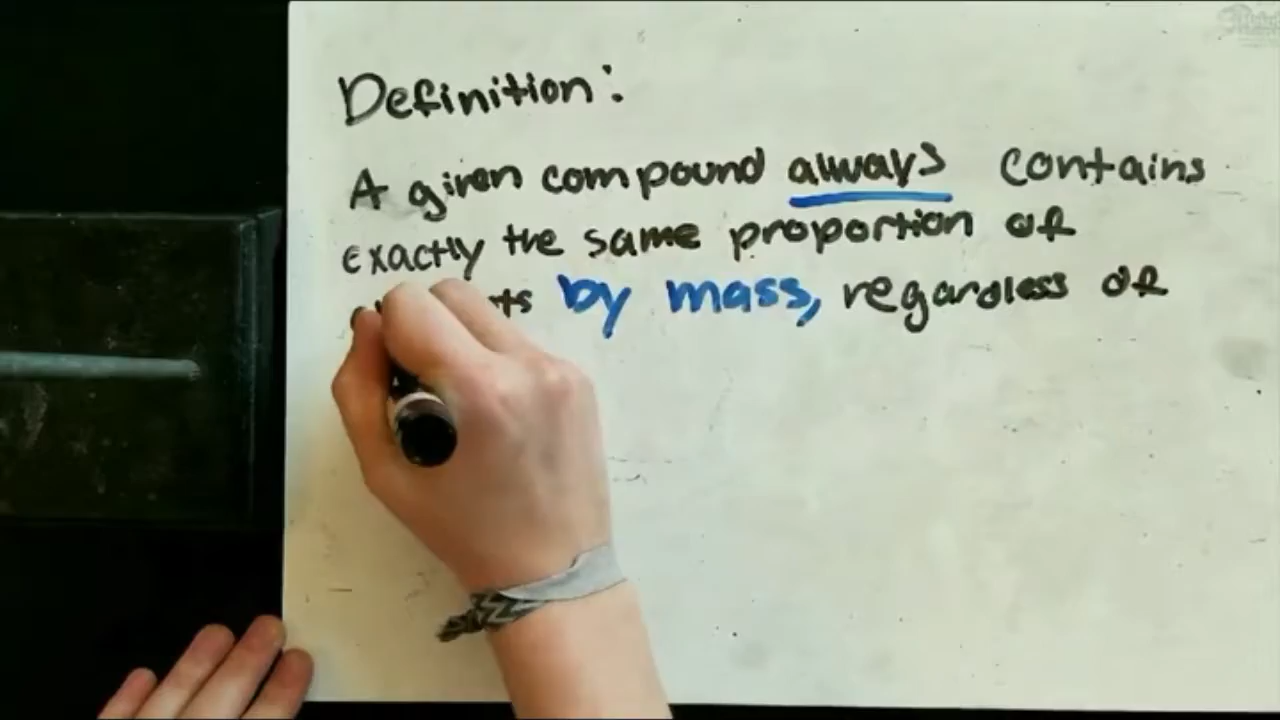 Definition:
A given compound always contains
exactly the same proportion of
by mass, regardless of